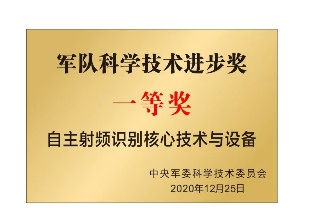 军队科学技术进步奖
一等奖
自主射频识别核心技术与设备
中央军委科学技术委员会
2020年12月25日